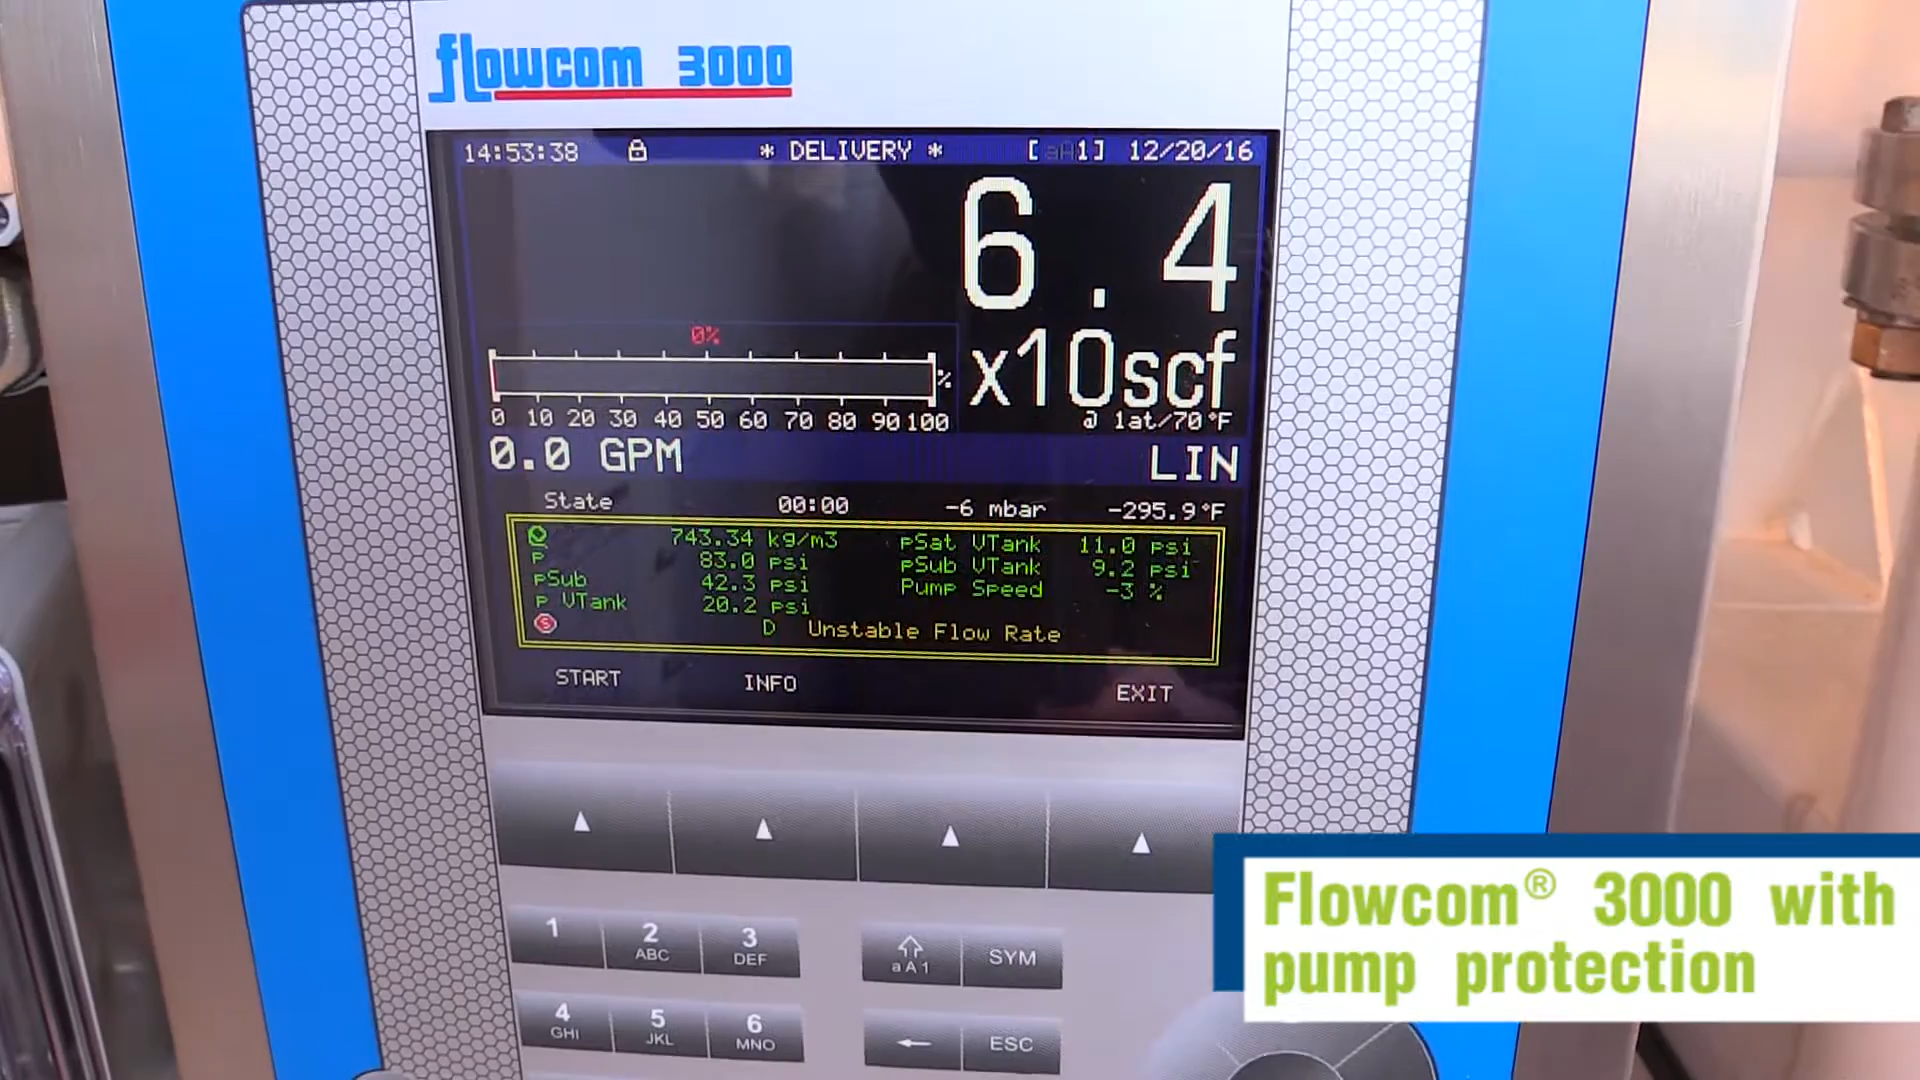 flowcom 3000
14:53:38 * DELIVERY * [aA1] 12/20/16
6.4
x10scf
0%
%
0 10 20 30 40 50 60 70 80 90 100
@ 1at/70°F
0.0 GPM LIN
State 00:00 -6 mbar -295.9°F
743.34 kg/m3 pSat VTank 11.0 psi
p 83.0 psi pSub VTank 9.2 psi
pSub 42.3 psi Pump Speed -3 %
p VTank 20.2 psi
S D Unstable Flow Rate
START INFO EXIT
1 2 ABC 3 DEF aA1 SYM
4 GHI 5 JKL 6 MNO ESC
Flowcom® 3000 with
pump protection